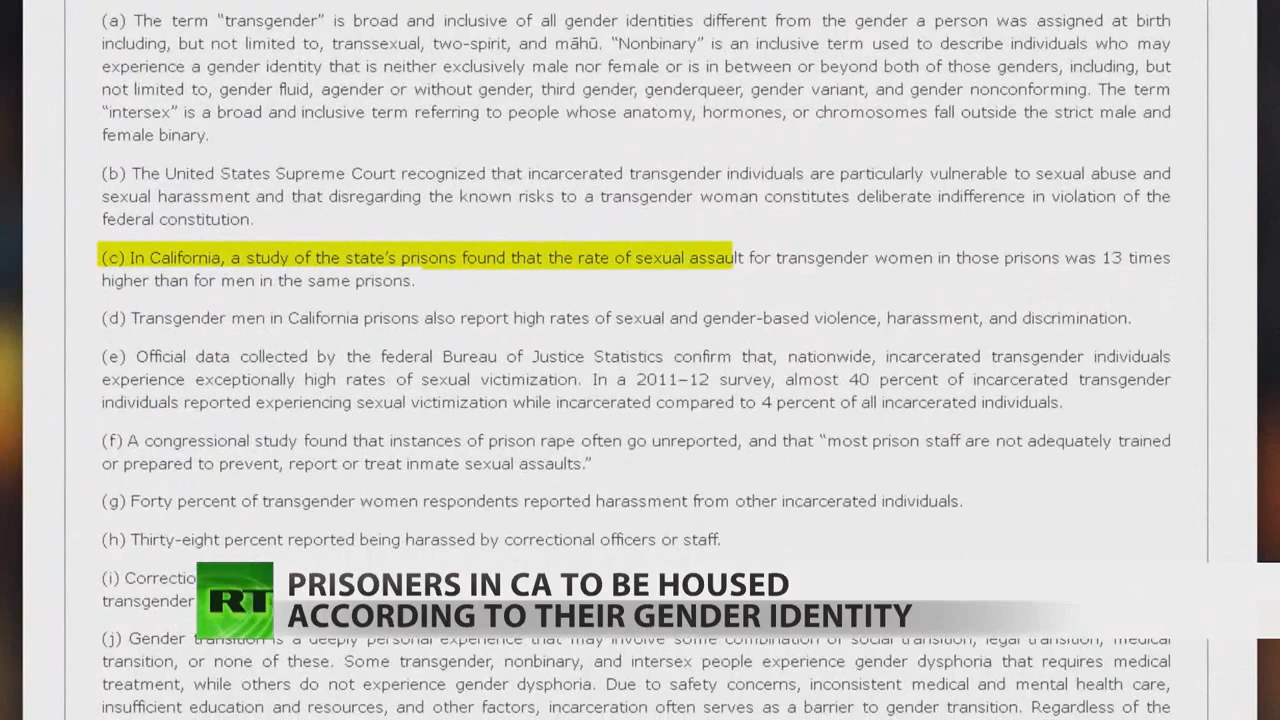 (a) The term “transgender” is broad and inclusive of all gender identities different from the gender a person was assigned at birth
including, but not limited to, transsexual, two-spirit, and māhū. “Nonbinary” is an inclusive term used to describe individuals who may
experience a gender identity that is neither exclusively male nor female or is in between or beyond both of those genders, including, but
not limited to, gender fluid, agender or without gender, third gender, genderqueer, gender variant, and gender nonconforming. The term
“intersex” is a broad and inclusive term referring to people whose anatomy, hormones, or chromosomes fall outside the strict male and
female binary.
(b) The United States Supreme Court recognized that incarcerated transgender individuals are particularly vulnerable to sexual abuse and
sexual harassment and that disregarding the known risks to a transgender woman constitutes deliberate indifference in violation of the
federal constitution.
(c) In California, a study of the state’s prisons found that the rate of sexual assault for transgender women in those prisons was 13 times
higher than for men in the same prisons.
(d) Transgender men in California prisons also report high rates of sexual and gender-based violence, harassment, and discrimination.
(e) Official data collected by the federal Bureau of Justice Statistics confirm that, nationwide, incarcerated transgender individuals
experience exceptionally high rates of sexual victimization. In a 2011–12 survey, almost 40 percent of incarcerated transgender
individuals reported experiencing sexual victimization while incarcerated compared to 4 percent of all incarcerated individuals.
(f) A congressional study found that instances of prison rape often go unreported, and that “most prison staff are not adequately trained
or prepared to prevent, report or treat inmate sexual assaults.”
(g) Forty percent of transgender women respondents reported harassment from other incarcerated individuals.
(h) Thirty-eight percent reported being harassed by correctional officers or staff.
(i) Correctio
transgender
RT
PRISONERS IN CA TO BE HOUSED
ACCORDING TO THEIR GENDER IDENTITY
(j) Gender transition is a deeply personal experience that may involve some combination of social transition, legal transition, medical
transition, or none of these. Some transgender, nonbinary, and intersex people experience gender dysphoria that requires medical
treatment, while others do not experience gender dysphoria. Due to safety concerns, inconsistent medical and mental health care,
insufficient education and resources, and other factors, incarceration often serves as a barrier to gender transition. Regardless of the